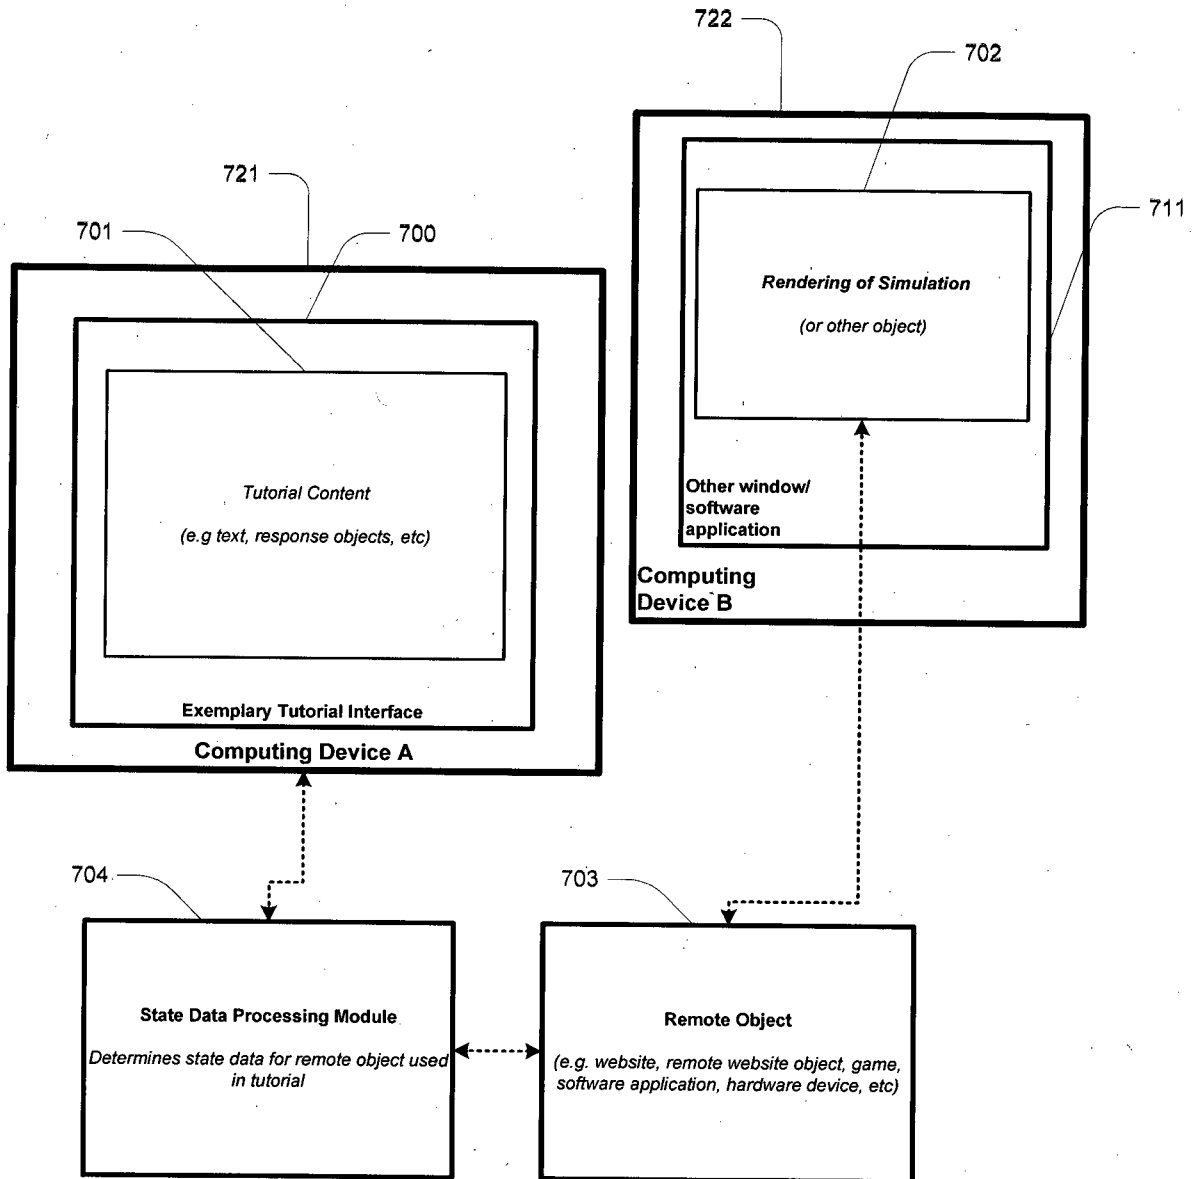 722
702
721
701
700
711
Rendering of Simulation
(or other object)
Tutorial Content
(e.g text, response objects, etc)
Other window/
software
application
Computing
Device B
Exemplary Tutorial Interface
Computing Device A
704
703
State Data Processing Module
Determines state data for remote object used
in tutorial
Remote Object
(e.g. website, remote website object, game,
software application, hardware device, etc)